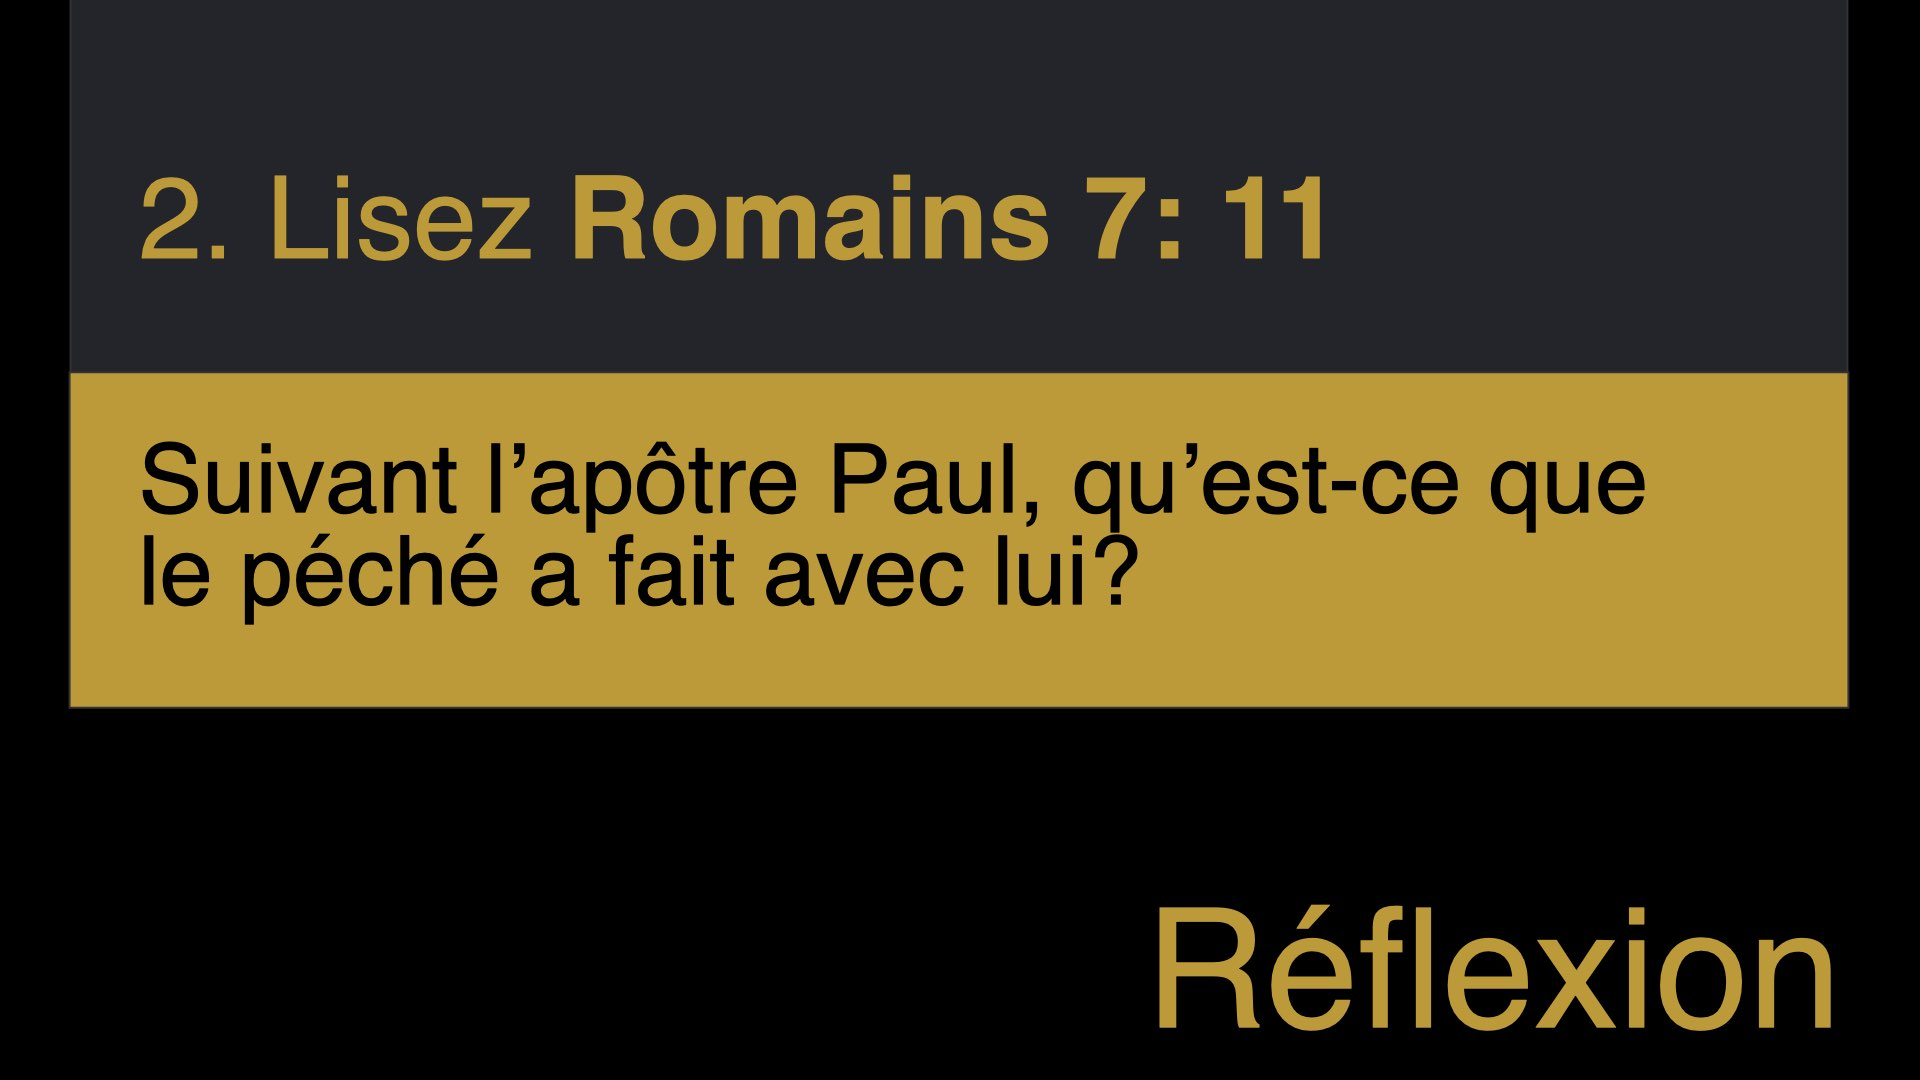 2. Lisez Romains 7: 11
Suivant l’apôtre Paul, qu’est-ce que
le péché a fait avec lui?
Réflexion